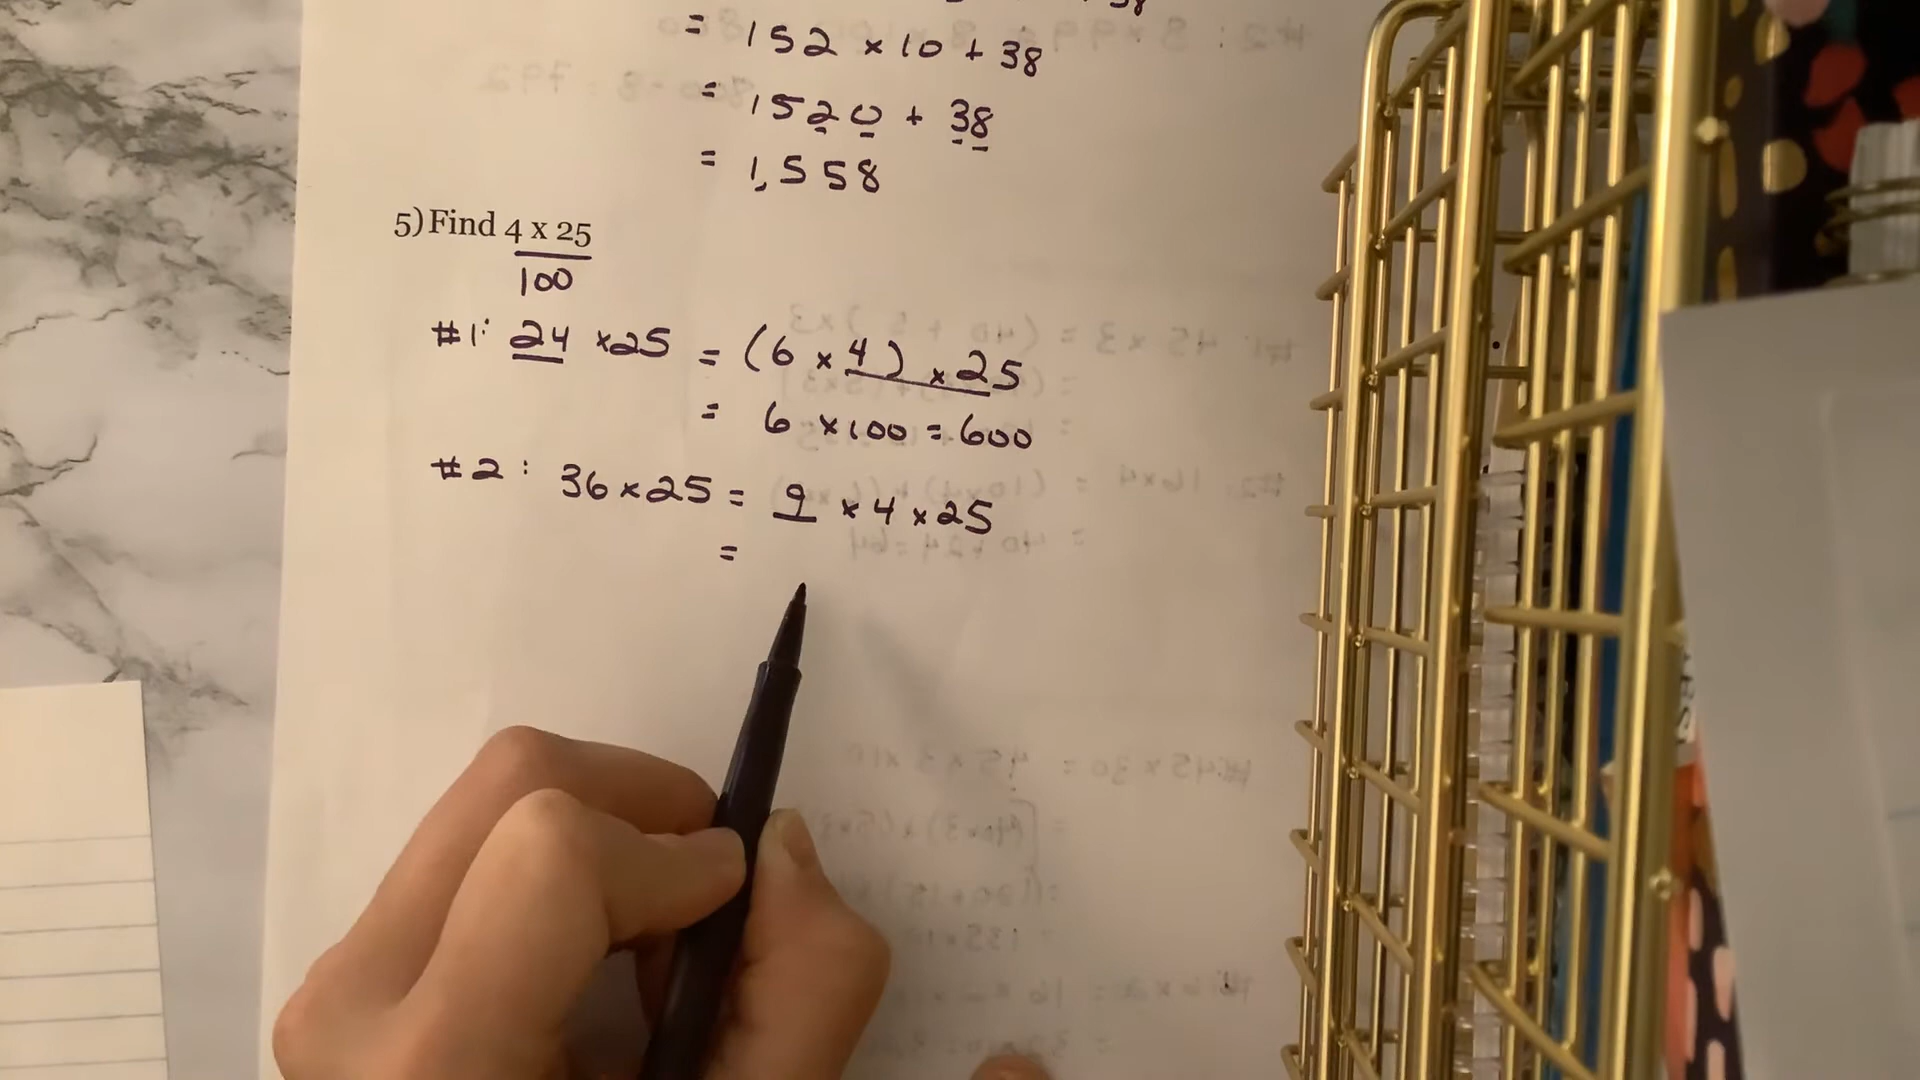 = 152 × 10 + 38
= 1520 + 38
= 1,558
5) Find 4 x 25
100
#1: 24 × 25 = (6 × 4) × 25
= 6 × 100 = 600
#2: 36 × 25 = 9 × 4 × 25
=